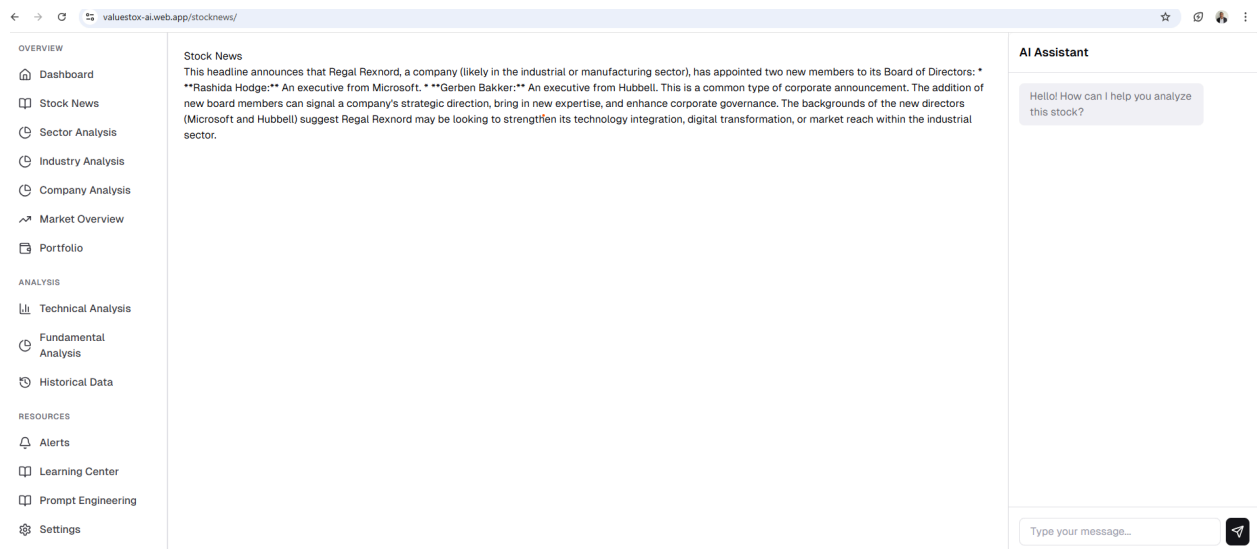 valuestox-ai.web.app/stocknews/
OVERVIEW
Dashboard
Stock News
Sector Analysis
Industry Analysis
Company Analysis
Market Overview
Portfolio
ANALYSIS
Technical Analysis
Fundamental
Analysis
Historical Data
RESOURCES
Alerts
Learning Center
Prompt Engineering
Settings
Stock News
This headline announces that Regal Rexnord, a company (likely in the industrial or manufacturing sector), has appointed two new members to its Board of Directors: *
**Rashida Hodge:** An executive from Microsoft. * **Gerben Bakker:** An executive from Hubbell. This is a common type of corporate announcement. The addition of
new board members can signal a company's strategic direction, bring in new expertise, and enhance corporate governance. The backgrounds of the new directors
(Microsoft and Hubbell) suggest Regal Rexnord may be looking to strengthen its technology integration, digital transformation, or market reach within the industrial
sector.
AI Assistant
Hello! How can I help you analyze
this stock?
Type your message...